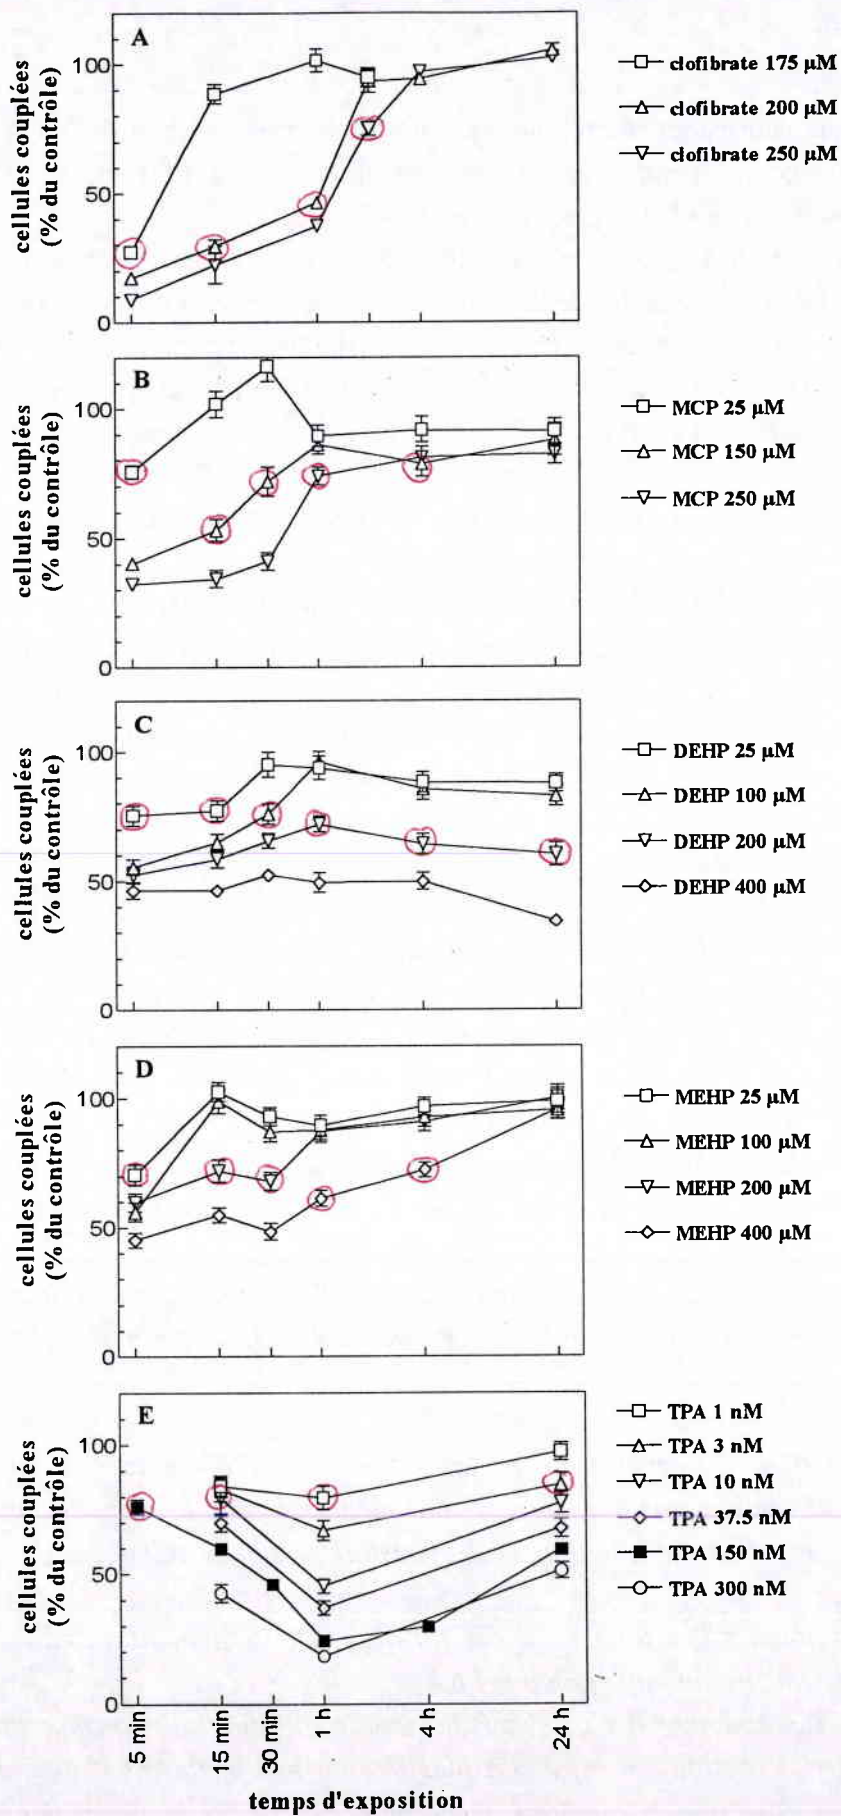 A
100
50
0
cellules couplées
(% du contrôle)
clofibrate 175 µM
clofibrate 200 µM
clofibrate 250 µM
B
100
50
0
cellules couplées
(% du contrôle)
MCP 25 µM
MCP 150 µM
MCP 250 µM
C
100
50
0
cellules couplées
(% du contrôle)
DEHP 25 µM
DEHP 100 µM
DEHP 200 µM
DEHP 400 µM
D
100
50
0
cellules couplées
(% du contrôle)
MEHP 25 µM
MEHP 100 µM
MEHP 200 µM
MEHP 400 µM
E
100
50
0
cellules couplées
(% du contrôle)
TPA 1 nM
TPA 3 nM
TPA 10 nM
TPA 37.5 nM
TPA 150 nM
TPA 300 nM
5 min
15 min
30 min
1 h
4 h
24 h
temps d'exposition